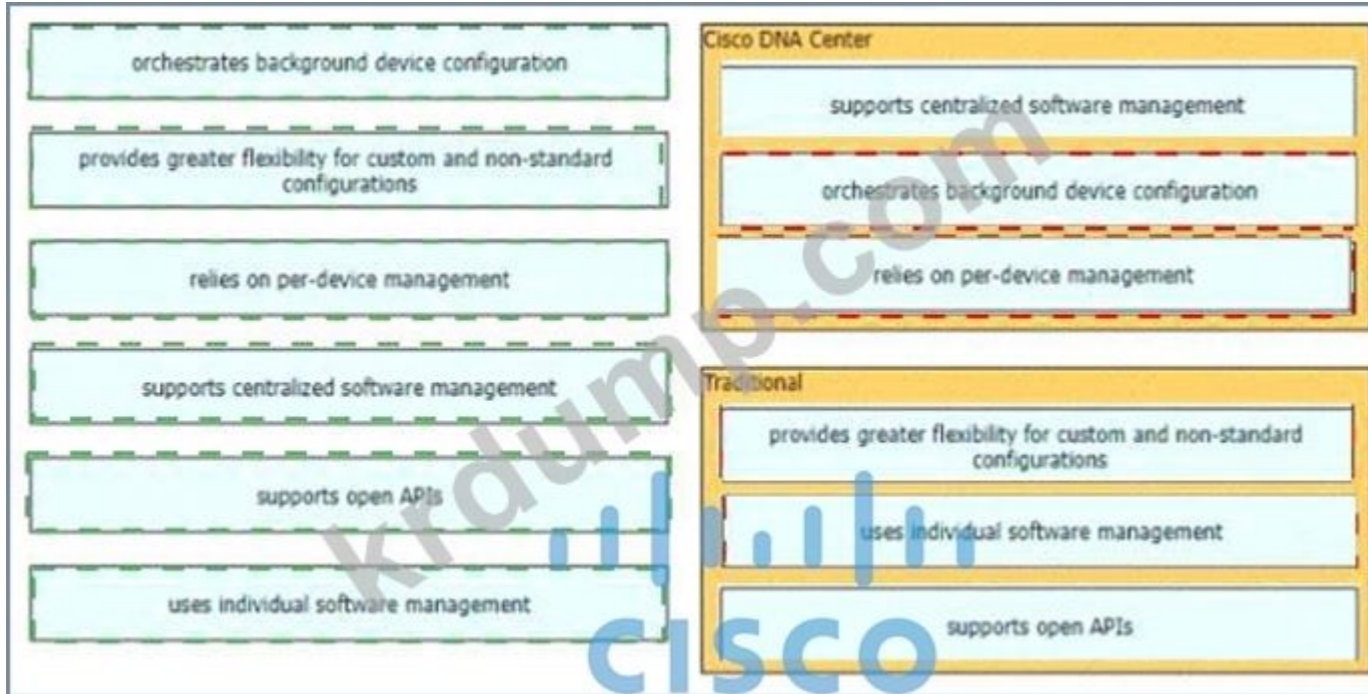 orchestrates background device configuration
provides greater flexibility for custom and non-standard
configurations
relies on per-device management
supports centralized software management
supports open APIs
uses individual software management
Cisco DNA Center
supports centralized software management
orchestrates background device configuration
relies on per-device management
Traditional
provides greater flexibility for custom and non-standard
configurations
uses individual software management
supports open APIs
krdump.com
CISCO